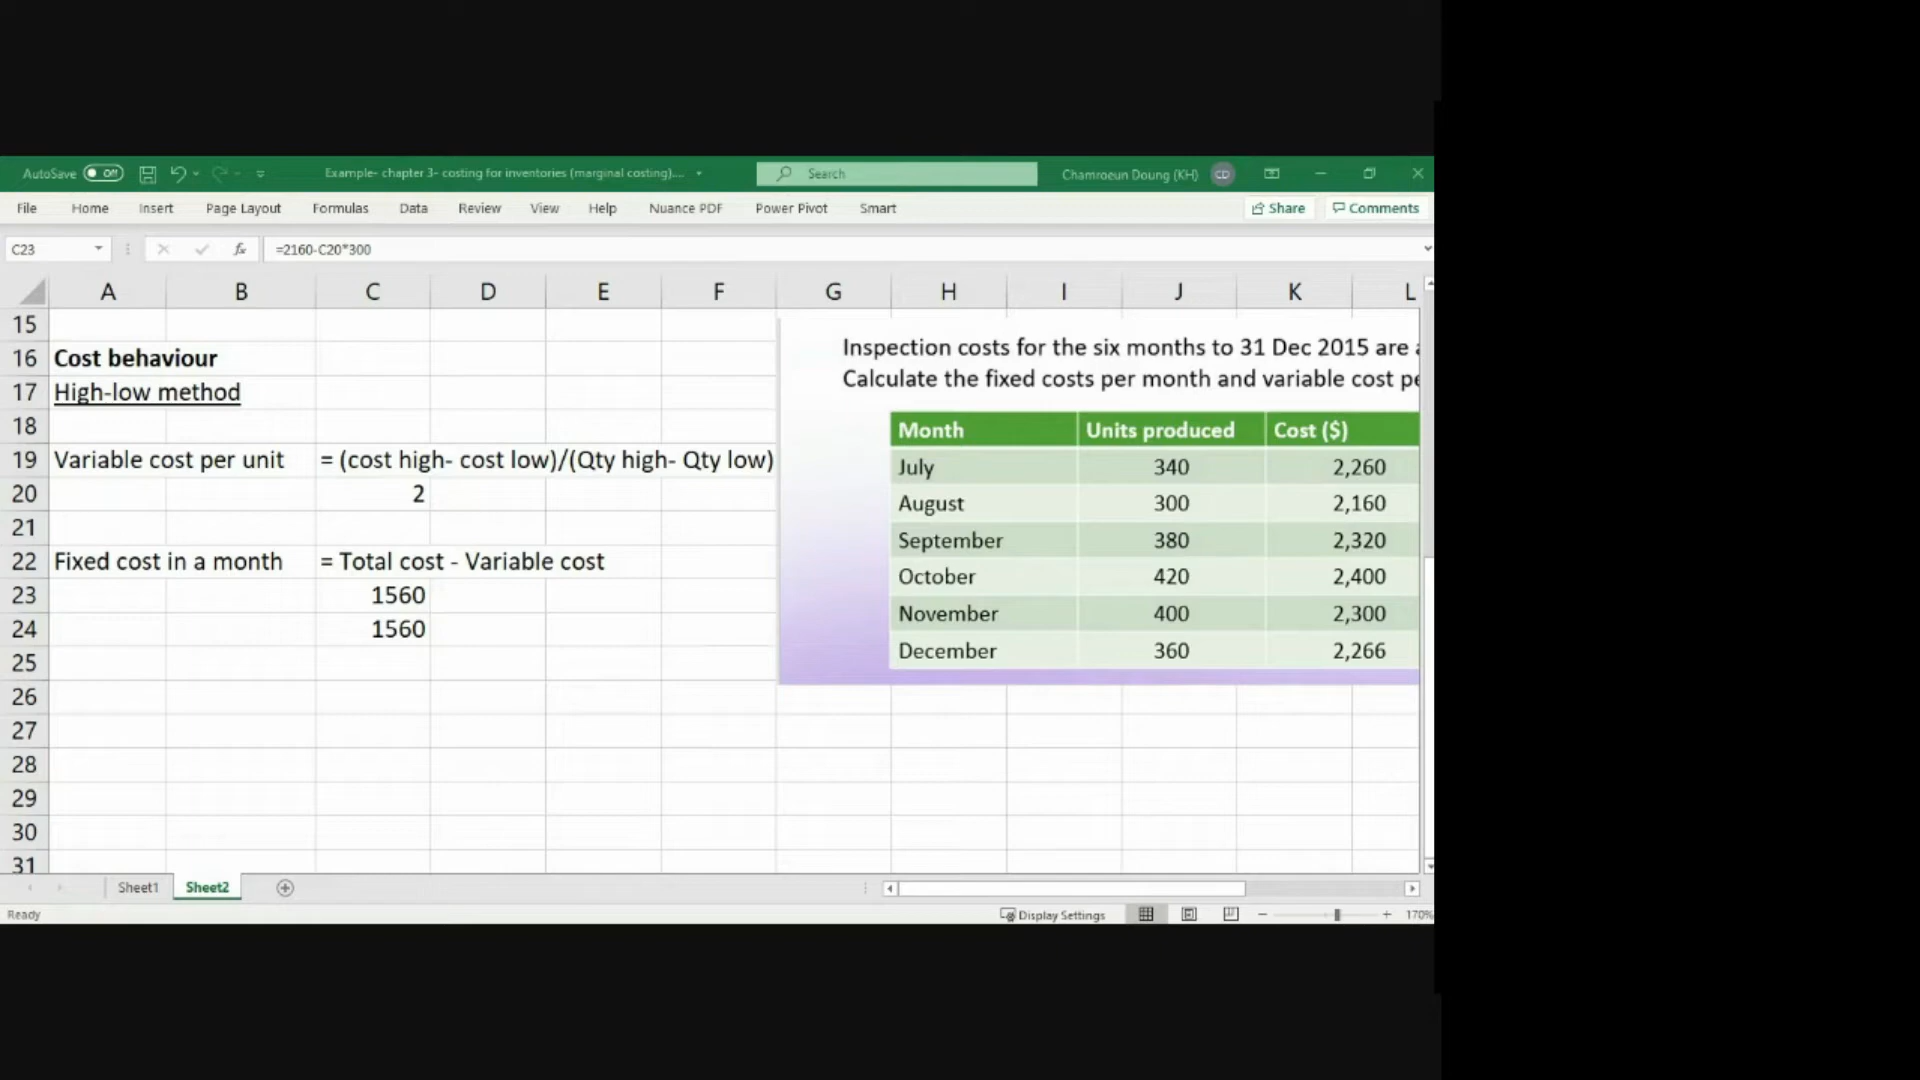 AutoSave Off
Example- chapter 3- costing for inventories (marginal costing)....
Search
Chamroeun Doung (KH) CD
File Home Insert Page Layout Formulas Data Review View Help Nuance PDF Power Pivot Smart
Share Comments
C23 fx =2160-C20*300
A B C D E F G H I J K L
15
16 Cost behaviour
17 High-low method
18
19 Variable cost per unit = (cost high- cost low)/(Qty high- Qty low)
20 2
21
22 Fixed cost in a month = Total cost - Variable cost
23 1560
24 1560
25
26
27
28
29
30
31
Inspection costs for the six months to 31 Dec 2015 are
Calculate the fixed costs per month and variable cost
Month Units produced Cost ($)
July 340 2,260
August 300 2,160
September 380 2,320
October 420 2,400
November 400 2,300
December 360 2,266
Sheet1 Sheet2
Ready
Display Settings
170%